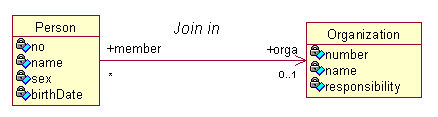 Person
no
name
sex
birthDate
Join in
+member
+orga
*
0..1
Organization
number
name
responsibility